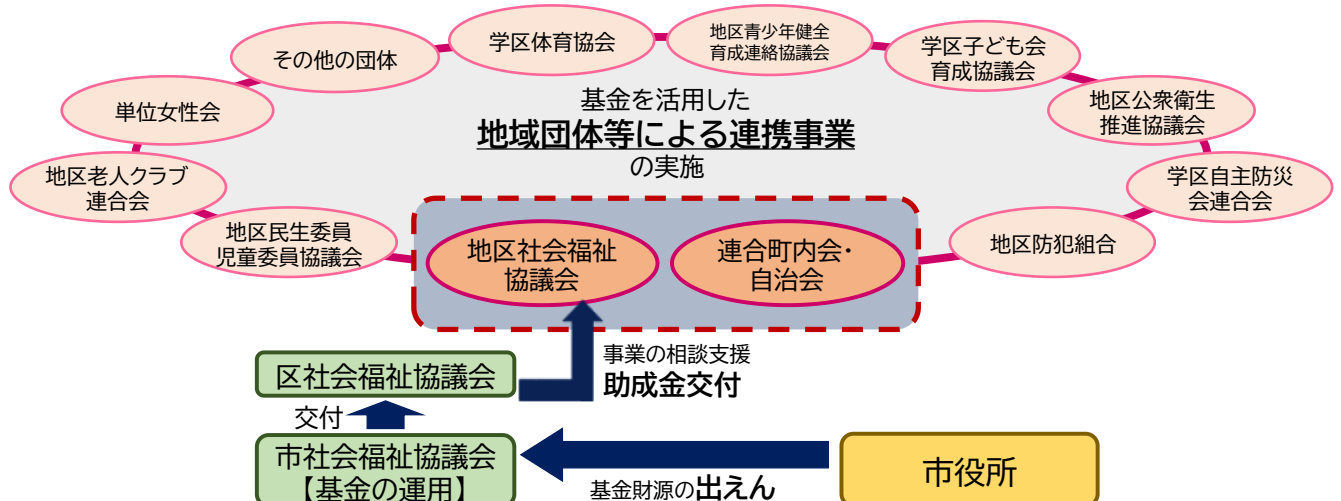 学区体育協会
地区青少年健全
育成連絡協議会
その他の団体
学区子ども会
育成協議会
単位女性会
地区公衆衛生
推進協議会
基金を活用した
地域団体等による連携事業
の実施
地区老人クラブ
連合会
学区自主防災
会連合会
地区民生委員
児童委員協議会
地区社会福祉
協議会
連合町内会・
自治会
地区防犯組合
区社会福祉協議会
事業の相談支援
助成金交付
交付
市社会福祉協議会
【基金の運用】
基金財源の出えん
市役所